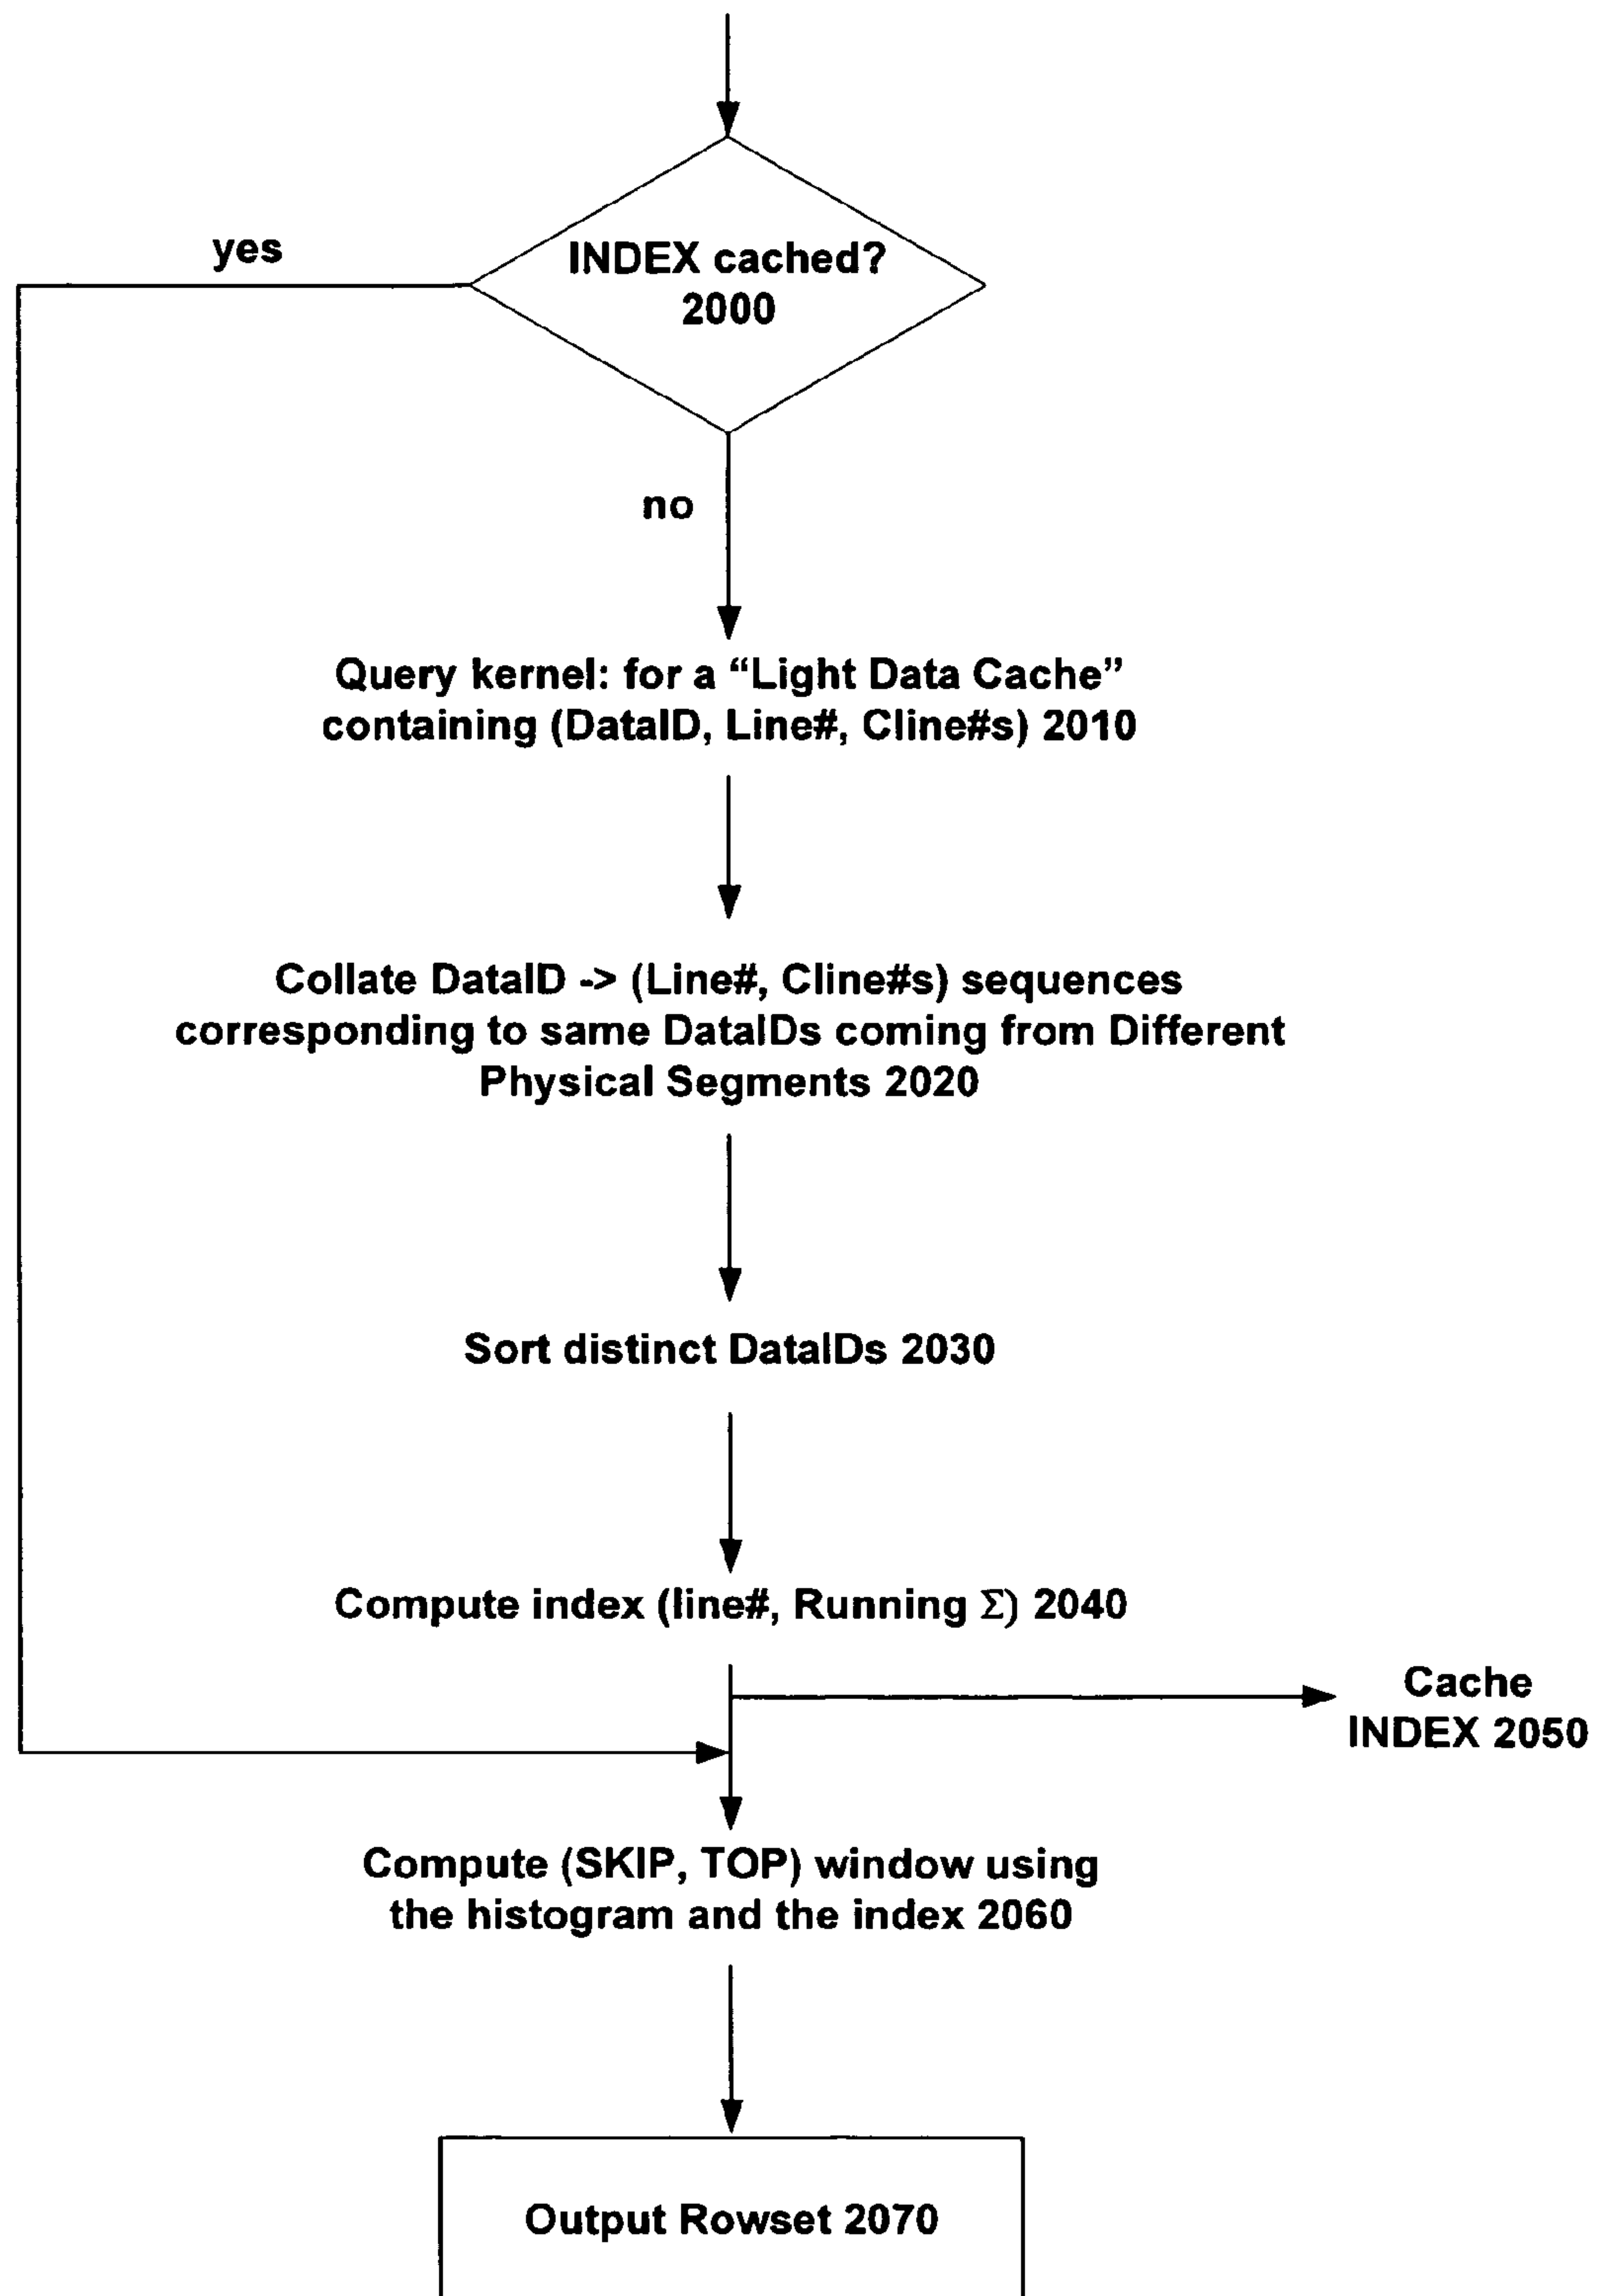 INDEX cached?
2000
yes
no
Query kernel: for a “Light Data Cache”
containing (DataID, Line#, Cline#s) 2010
Collate DataID -> (Line#, Cline#s) sequences
corresponding to same DataIDs coming from Different
Physical Segments 2020
Sort distinct DataIDs 2030
Compute index (line#, Running Σ) 2040
Cache
INDEX 2050
Compute (SKIP, TOP) window using
the histogram and the index 2060
Output Rowset 2070